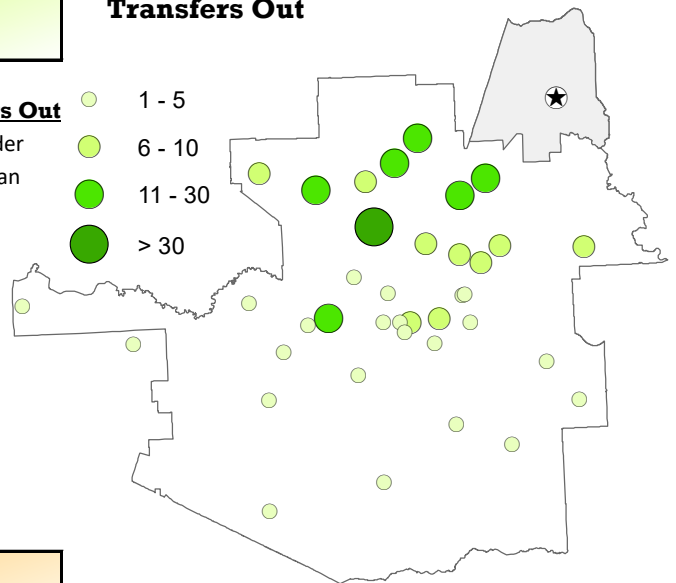 Transfers Out
s Out
der
an
1 - 5
6 - 10
11 - 30
> 30